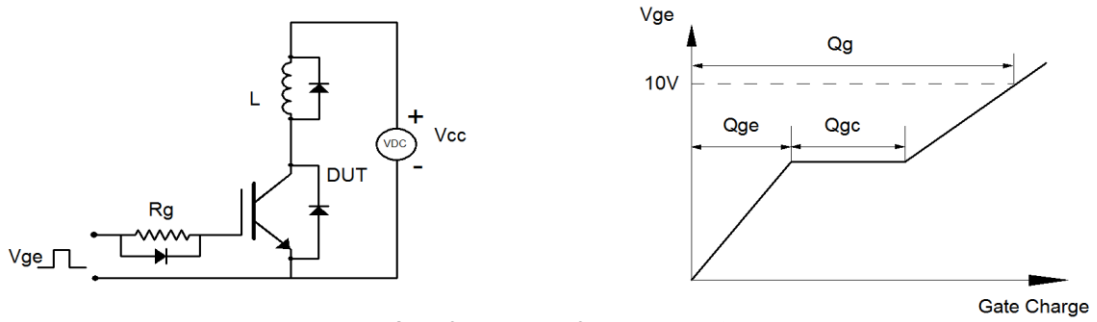 L
+
VDC
Vcc
-
DUT
Rg
Vge
Vge
Qg
10V
Qge
Qgc
Gate Charge